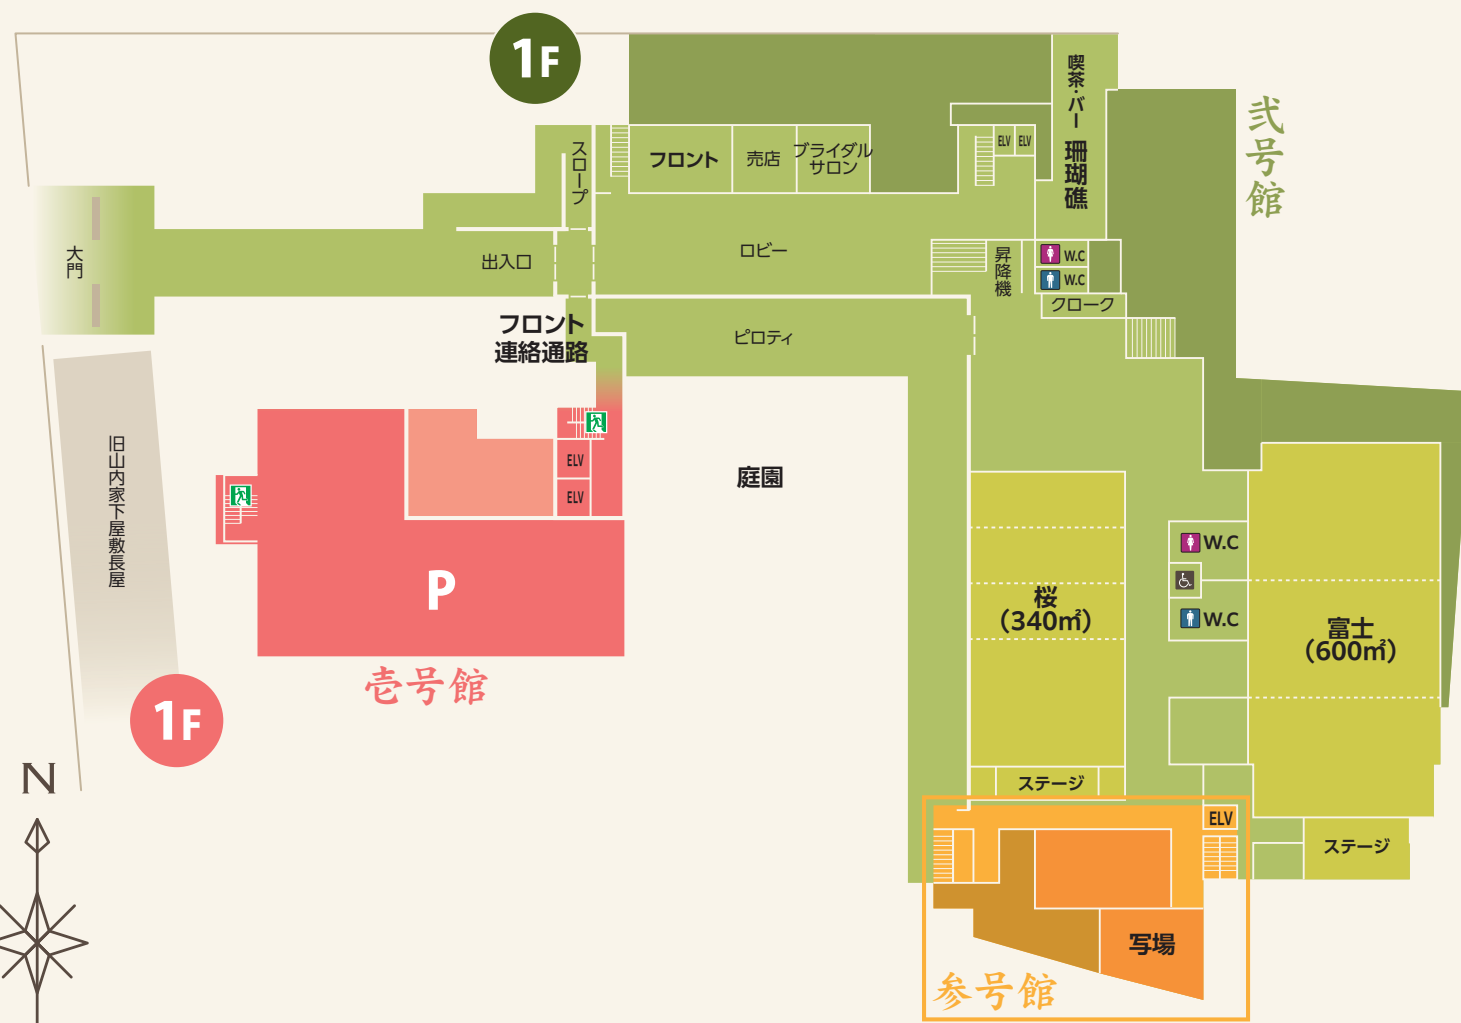 1F
喫茶・バー 珊瑚礁
弐号館
スロープ
フロント
売店
ブライダル
サロン
ELV
ELV
大門
出入口
ロビー
昇降機
W.C
W.C
クローク
フロント
連絡通路
ピロティ
旧山内家下屋敷長屋
ELV
ELV
庭園
P
壱号館
1F
桜
(340㎡)
W.C
W.C
富士
(600㎡)
ステージ
ELV
ステージ
写場
参号館
N